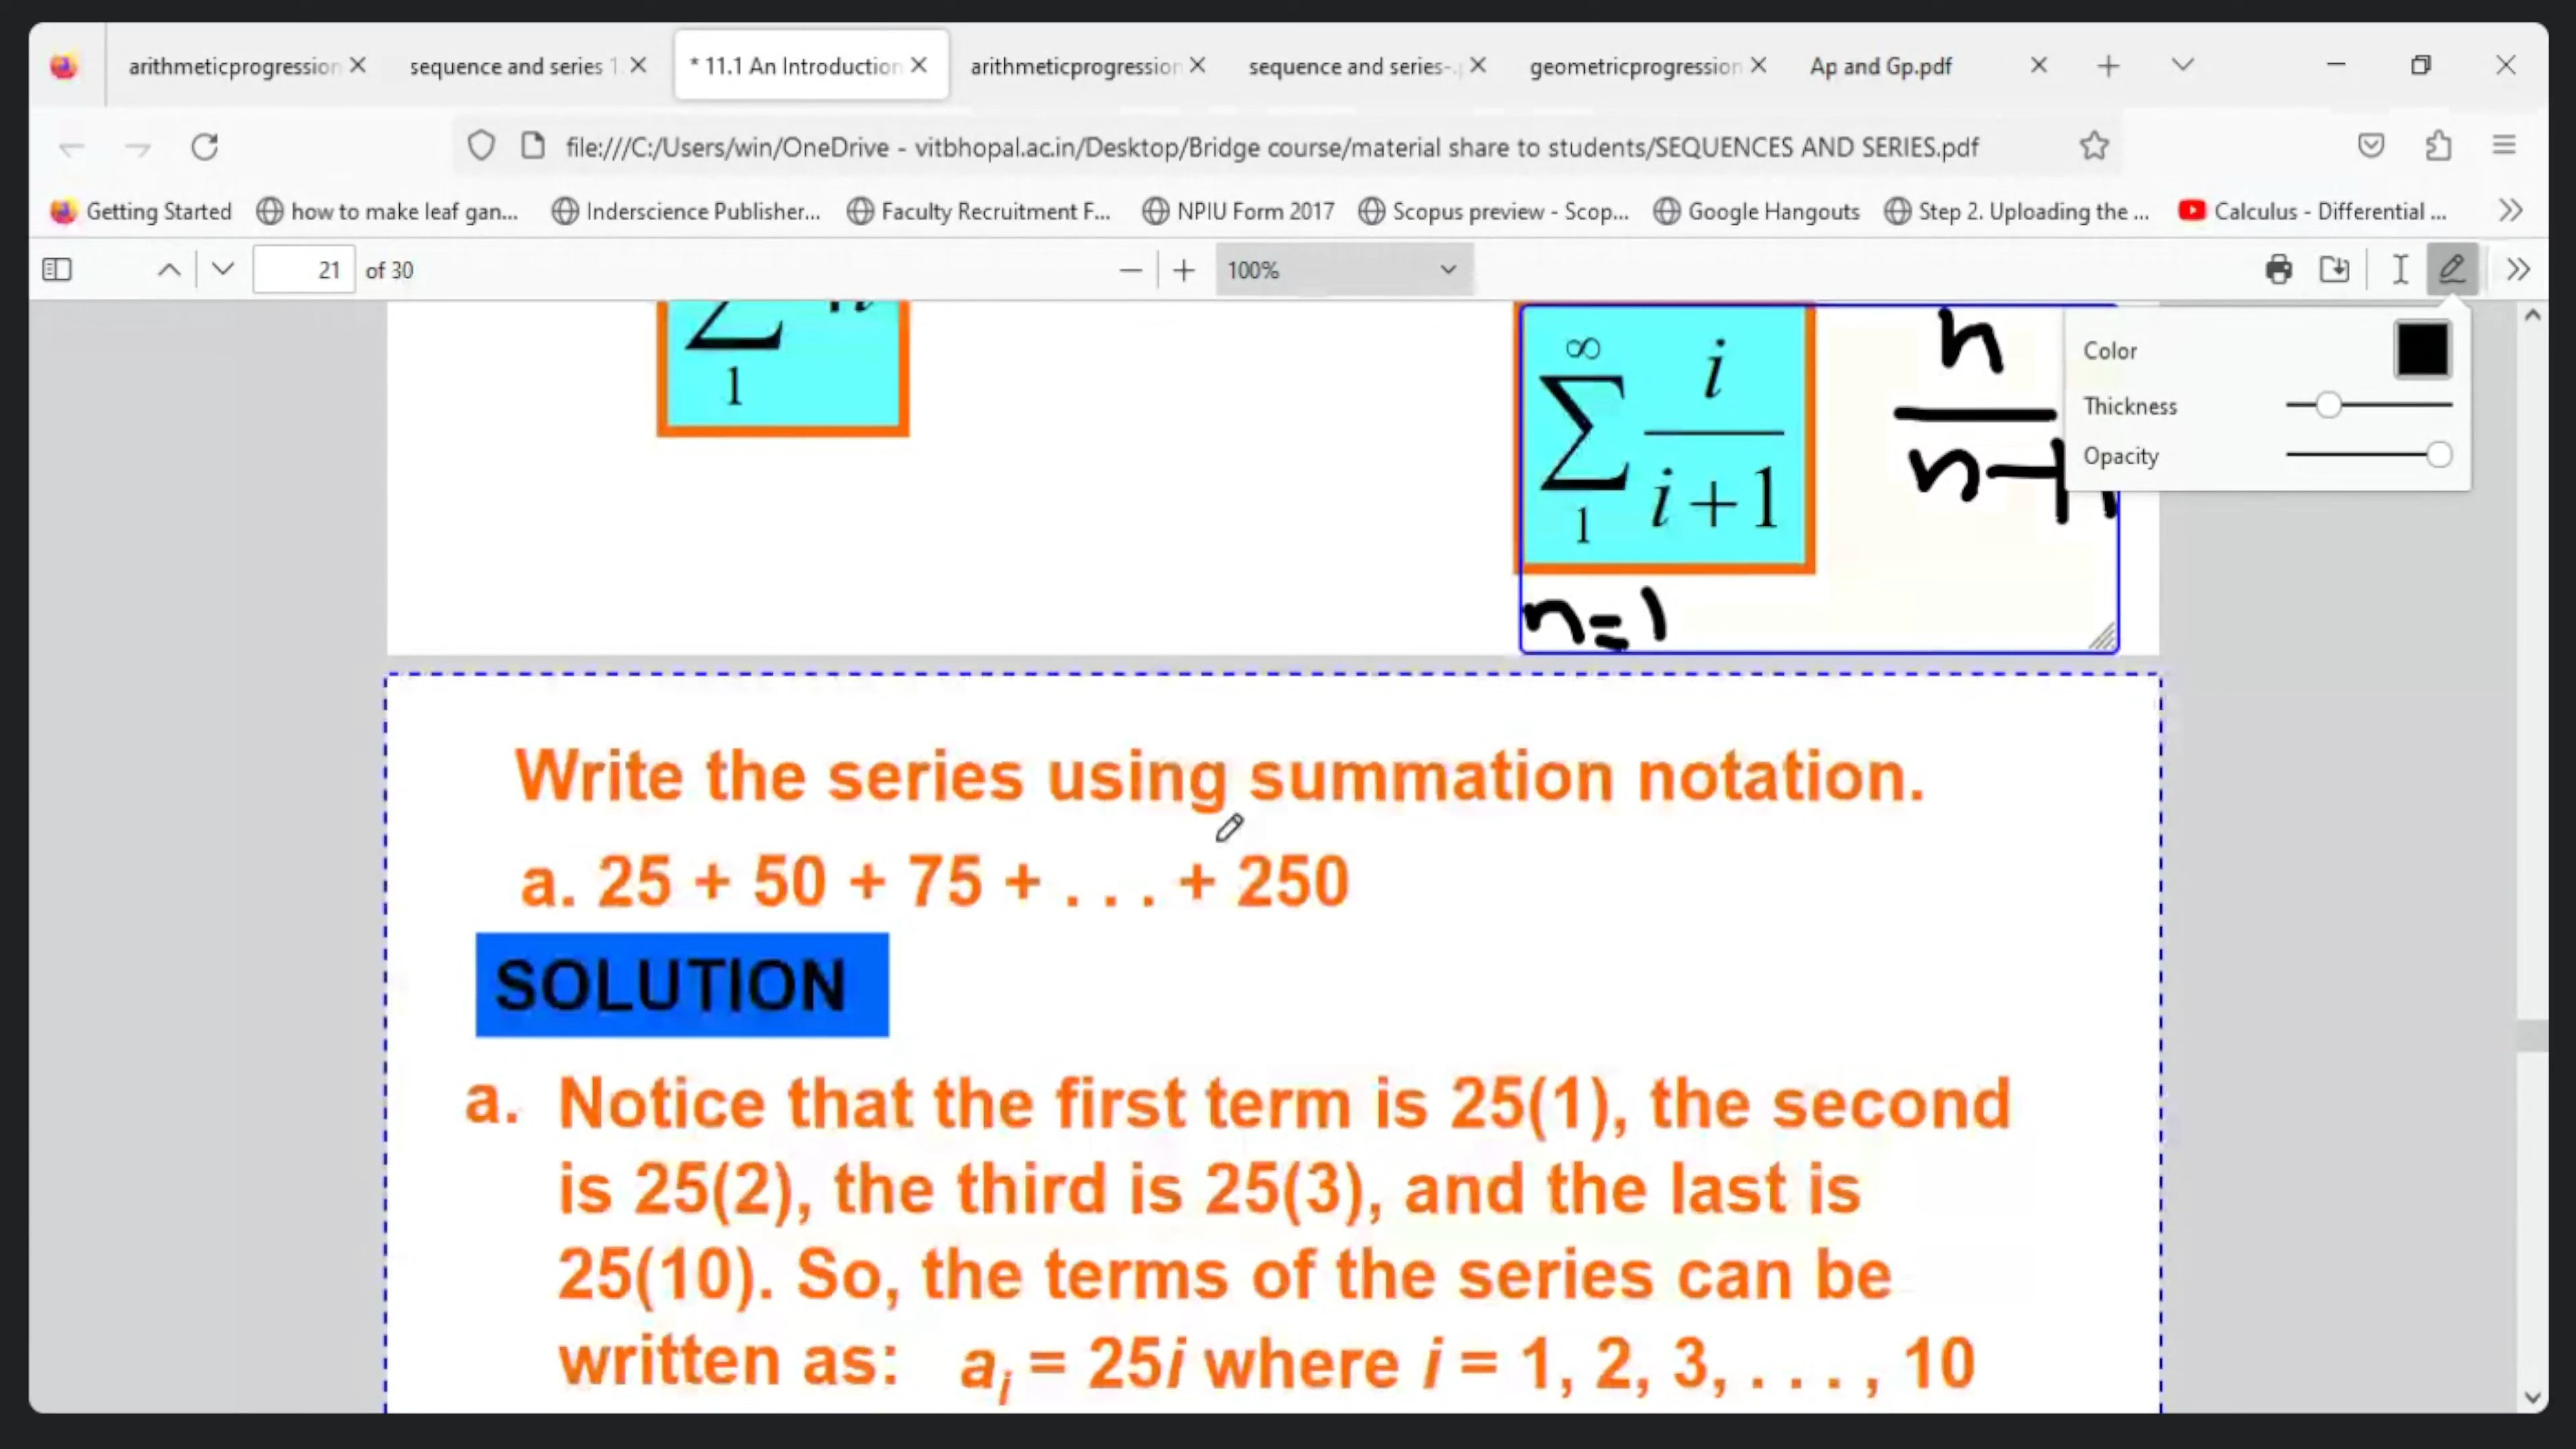 arithmeticprogression
sequence and series 1.
* 11.1 An Introduction
arithmeticprogression
sequence and series-.p
geometricprogression
Ap and Gp.pdf
file:///C:/Users/win/OneDrive - vitbhopal.ac.in/Desktop/Bridge course/material share to students/SEQUENCES AND SERIES.pdf
Getting Started
how to make leaf gan...
Inderscience Publisher...
Faculty Recruitment F...
NPIU Form 2017
Scopus preview - Scop...
Google Hangouts
Step 2. Uploading the ...
Calculus - Differential ...
21 of 30
100%
Color
Thickness
Opacity
∑
1
∞
∑ i
i+1
1
n
n+1
n=1
Write the series using summation notation.
a. 25 + 50 + 75 + . . . + 250
SOLUTION
a. Notice that the first term is 25(1), the second
is 25(2), the third is 25(3), and the last is
25(10). So, the terms of the series can be
written as: aᵢ = 25i where i = 1, 2, 3, . . . , 10